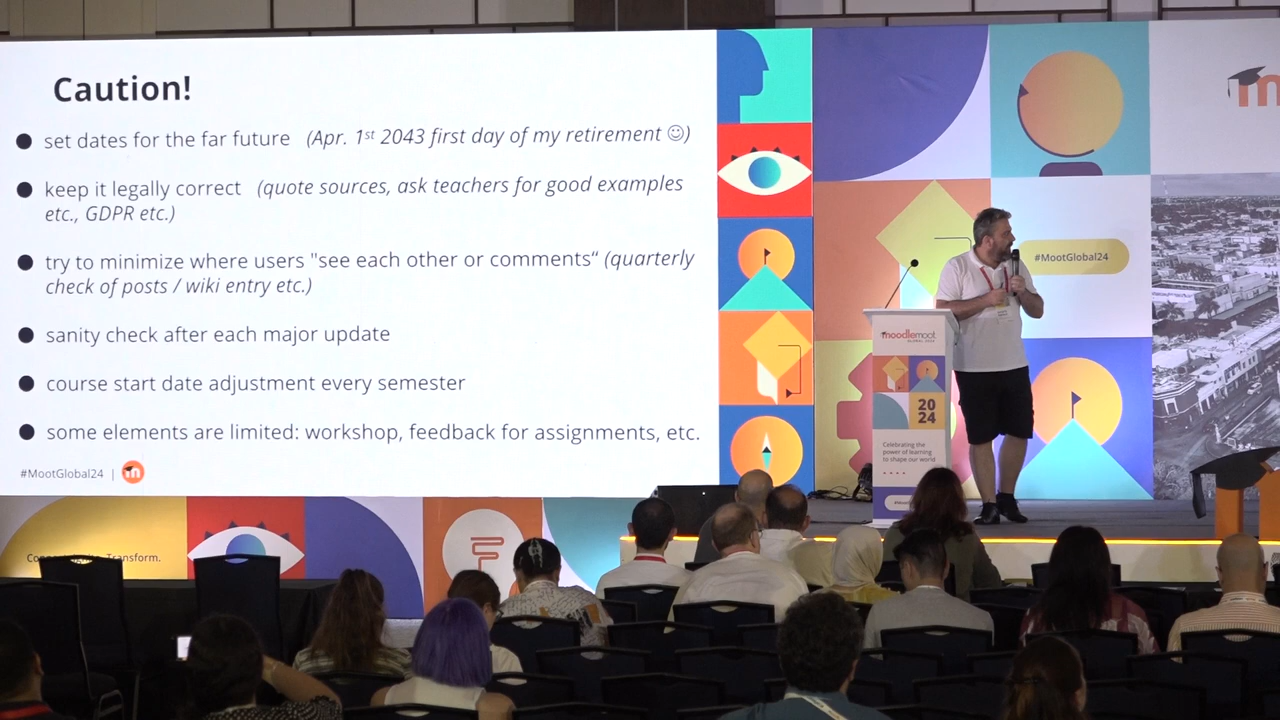 Caution!
set dates for the far future (Apr. 1st 2043 first day of my retirement ☺)
keep it legally correct (quote sources, ask teachers for good examples
etc., GDPR etc.)
try to minimize where users "see each other or comments“ (quarterly
check of posts / wiki entry etc.)
sanity check after each major update
course start date adjustment every semester
some elements are limited: workshop, feedback for assignments, etc.
#MootGlobal24 | m
#MootGlobal24
moodlemoot
GLOBAL 2024
20
24
Celebrating the
power of learning
to shape our world
Transform.